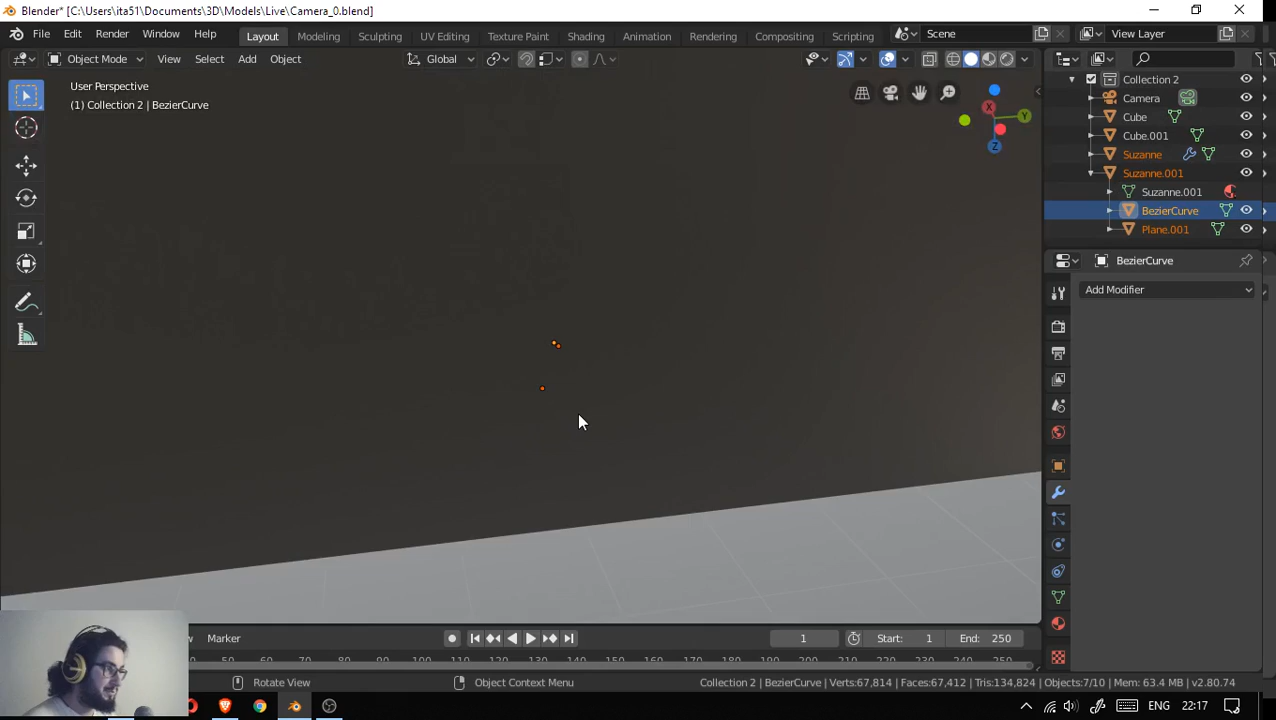 Blender* [C:\Users\ita51\Documents\3D\Models\Live\Camera_0.blend]
File Edit Render Window Help Layout Modeling Sculpting UV Editing Texture Paint Shading Animation Rendering Compositing Scripting Scene View Layer
Object Mode View Select Add Object Global
User Perspective
(1) Collection 2 | BezierCurve
X
Y
Z
Collection 2
Camera
Cube
Cube.001
Suzanne
Suzanne.001
Suzanne.001
BezierCurve
Plane.001
BezierCurve
Add Modifier
Marker 1 Start: 1 End: 250
50 60 70 80 90 100 110 120 130 140 150 160 170 180 190 200 210 220 230 240 250
Rotate View Object Context Menu Collection 2 | BezierCurve | Verts:67,814 | Faces:67,412 | Tris:134,824 | Objects:7/10 | Mem: 63.4 MB | v2.80.74
ENG 22:17